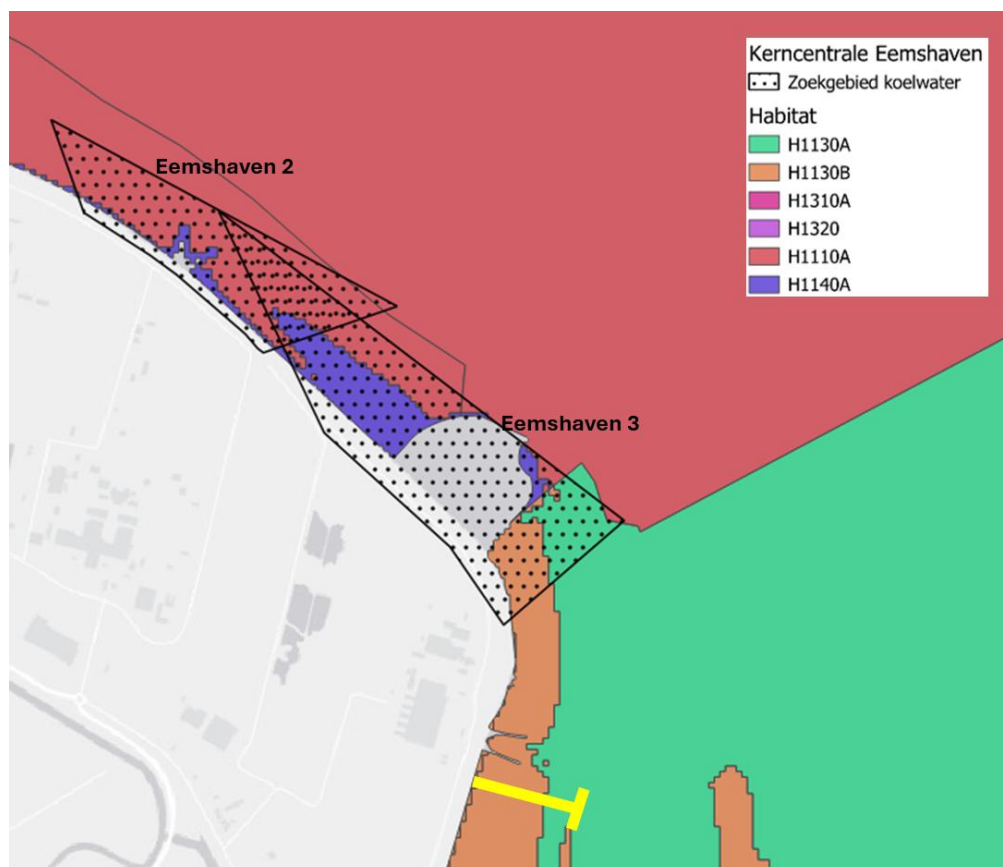 Kerncentrale Eemshaven
Zoekgebied koelwater
Habitat
H1130A
H1130B
H1310A
H1320
H1110A
H1140A
Eemshaven 2
Eemshaven 3